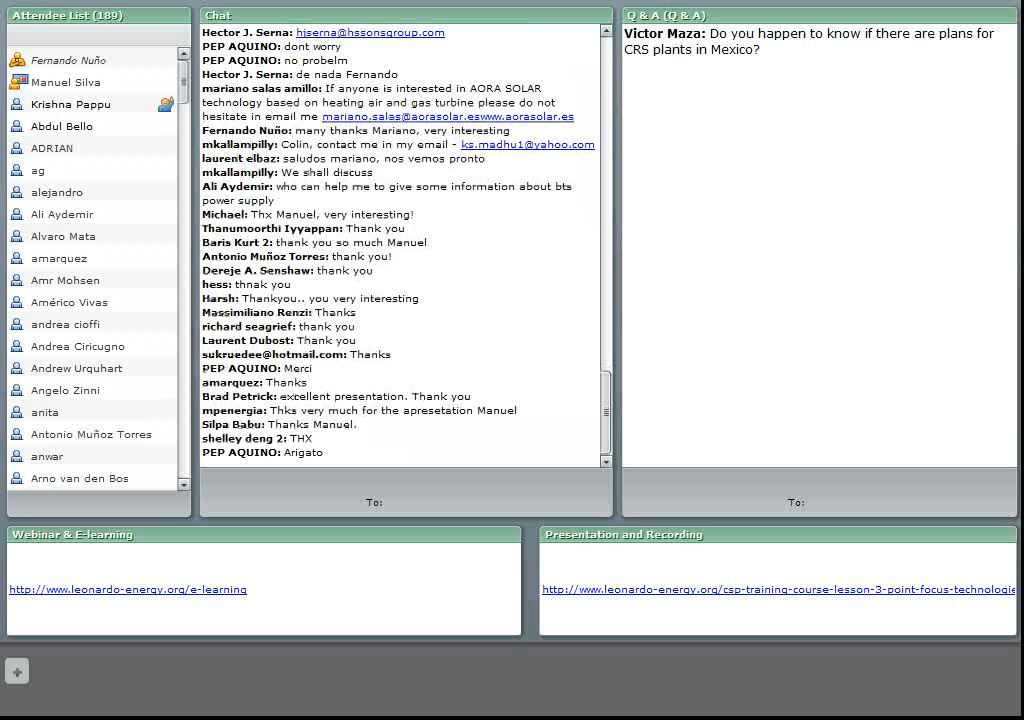 Attendee List (189)
Fernando Nuño
Manuel Silva
Krishna Pappu
Abdul Bello
ADRIAN
ag
alejandro
Ali Aydemir
Alvaro Mata
amarquez
Amr Mohsen
Américo Vivas
andrea cioffi
Andrea Ciricugno
Andrew Urquhart
Angelo Zinni
anita
Antonio Muñoz Torres
anwar
Arno van den Bos
Chat
Hector J. Serna: hjserna@hssonsgroup.com
PEP AQUINO: dont worry
PEP AQUINO: no probelm
Hector J. Serna: de nada Fernando
mariano salas amillo: If anyone is interested in AORA SOLAR
technology based on heating air and gas turbine please do not
hesitate in email me mariano.salas@aorasolar.eswww.aorasolar.es
Fernando Nuño: many thanks Mariano, very interesting
mkallampilly: Colin, contact me in my email - ks.madhu1@yahoo.com
laurent elbaz: saludos mariano, nos vemos pronto
mkallampilly: We shall discuss
Ali Aydemir: who can help me to give some information about bts
power supply
Michael: Thx Manuel, very interesting!
Thanumoorthi Iyyappan: Thank you
Baris Kurt 2: thank you so much Manuel
Antonio Muñoz Torres: thank you!
Dereje A. Senshaw: thank you
hess: thnak you
Harsh: Thankyou.. you very interesting
Massimiliano Renzi: Thanks
richard seagrief: thank you
Laurent Dubost: Thank you
sukruedee@hotmail.com: Thanks
PEP AQUINO: Merci
amarquez: Thanks
Brad Petrick: excellent presentation. Thank you
mpenergia: Thks very much for the apresetation Manuel
Silpa Babu: Thanks Manuel.
shelley deng 2: THX
PEP AQUINO: Arigato
To:
Q & A (Q & A)
Victor Maza: Do you happen to know if there are plans for
CRS plants in Mexico?
To:
Webinar & E-learning
http://www.leonardo-energy.org/e-learning
Presentation and Recording
http://www.leonardo-energy.org/csp-training-course-lesson-3-point-focus-technologie